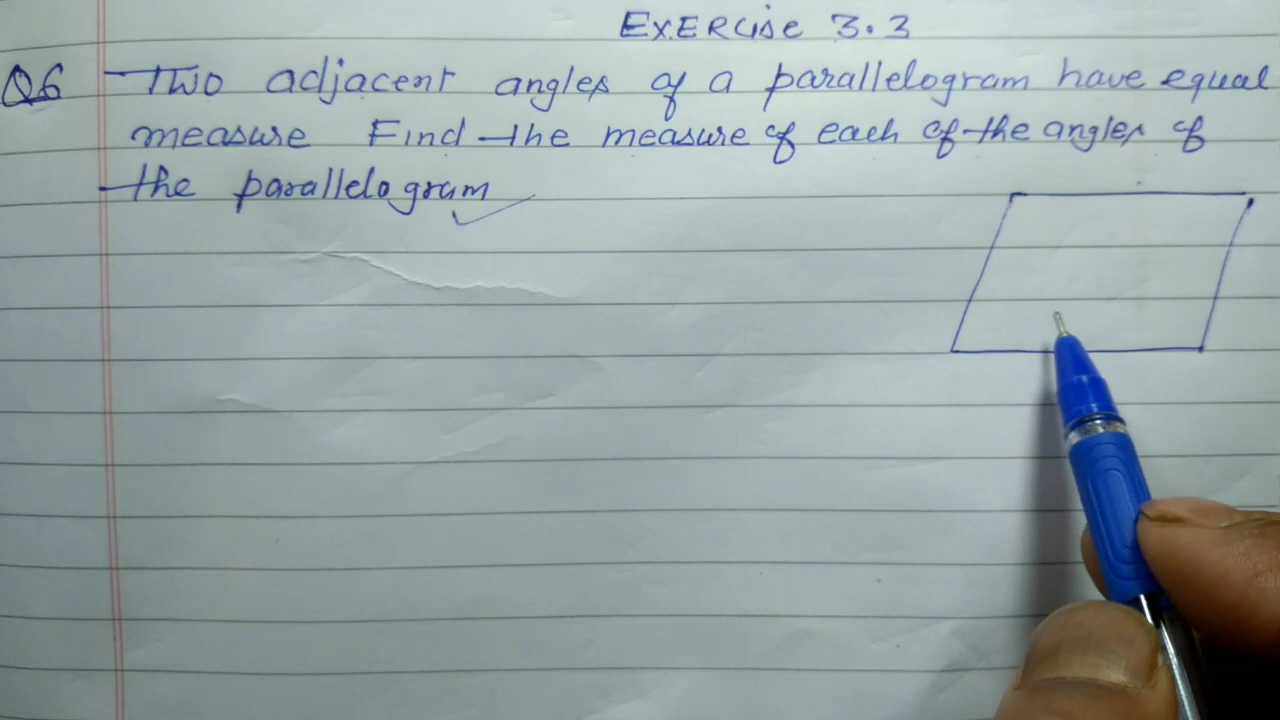 EXERCISE 3.3
Q6 Two adjacent angles of a parallelogram have equal
measure Find the measure of each of the angles of
the parallelogram